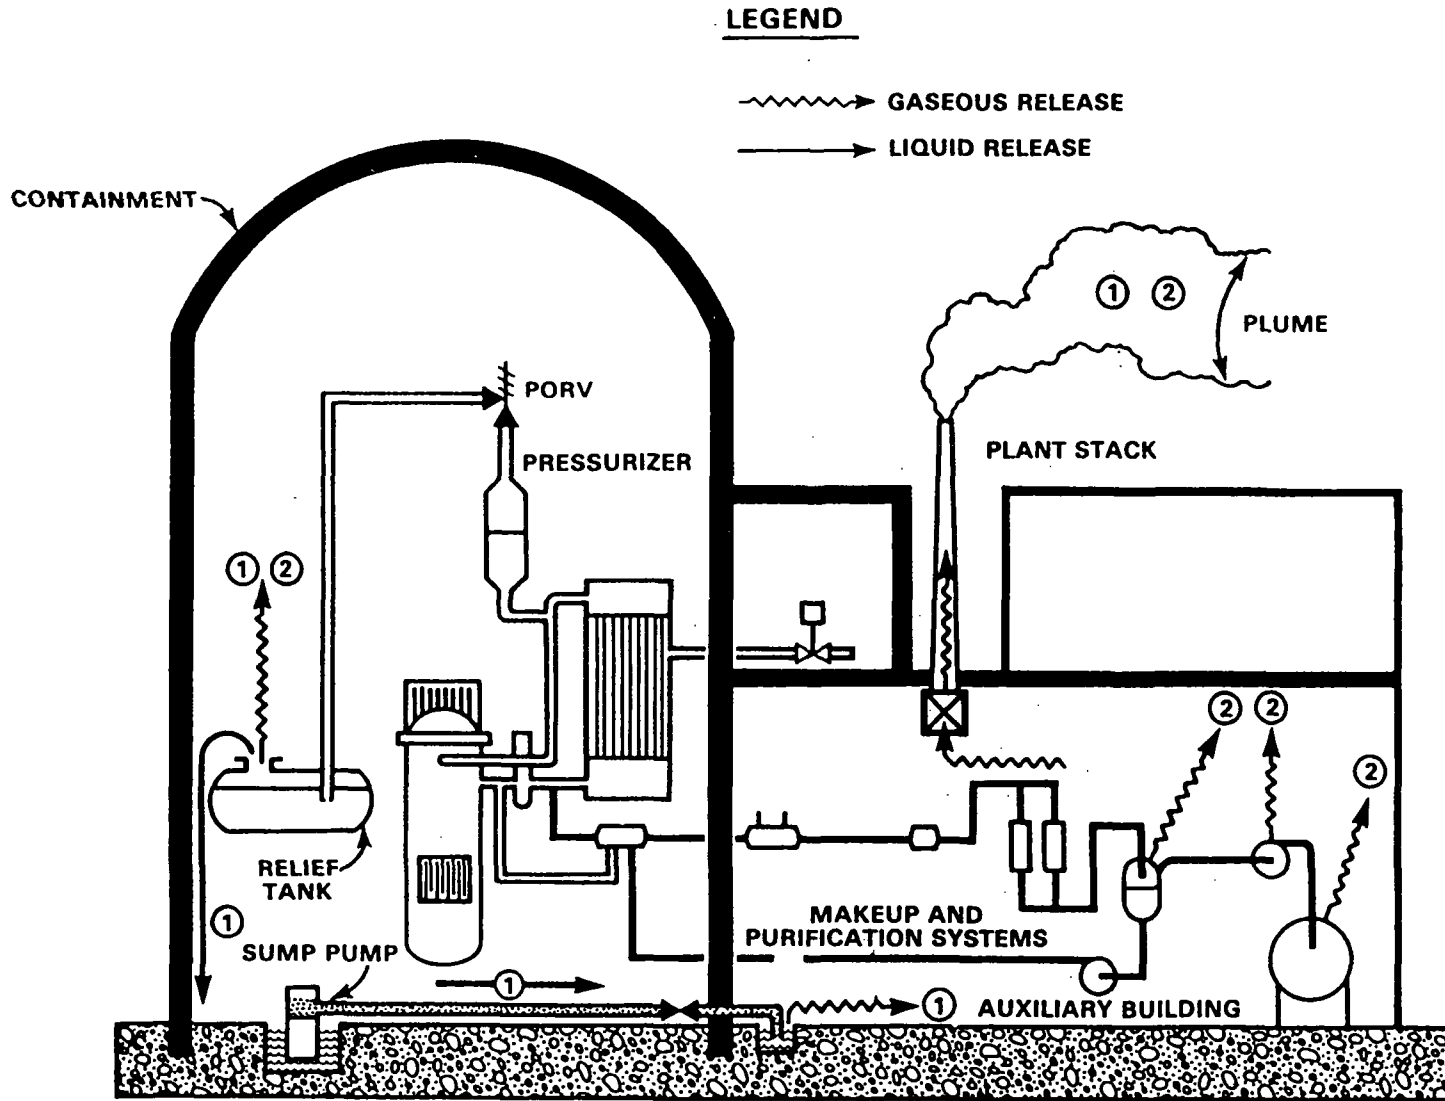 LEGEND
GASEOUS RELEASE
LIQUID RELEASE
CONTAINMENT
① ②
PLUME
PORV
PLANT STACK
PRESSURIZER
① ②
② ②
②
RELIEF
TANK
①
MAKEUP AND
PURIFICATION SYSTEMS
SUMP PUMP
①
①
AUXILIARY BUILDING